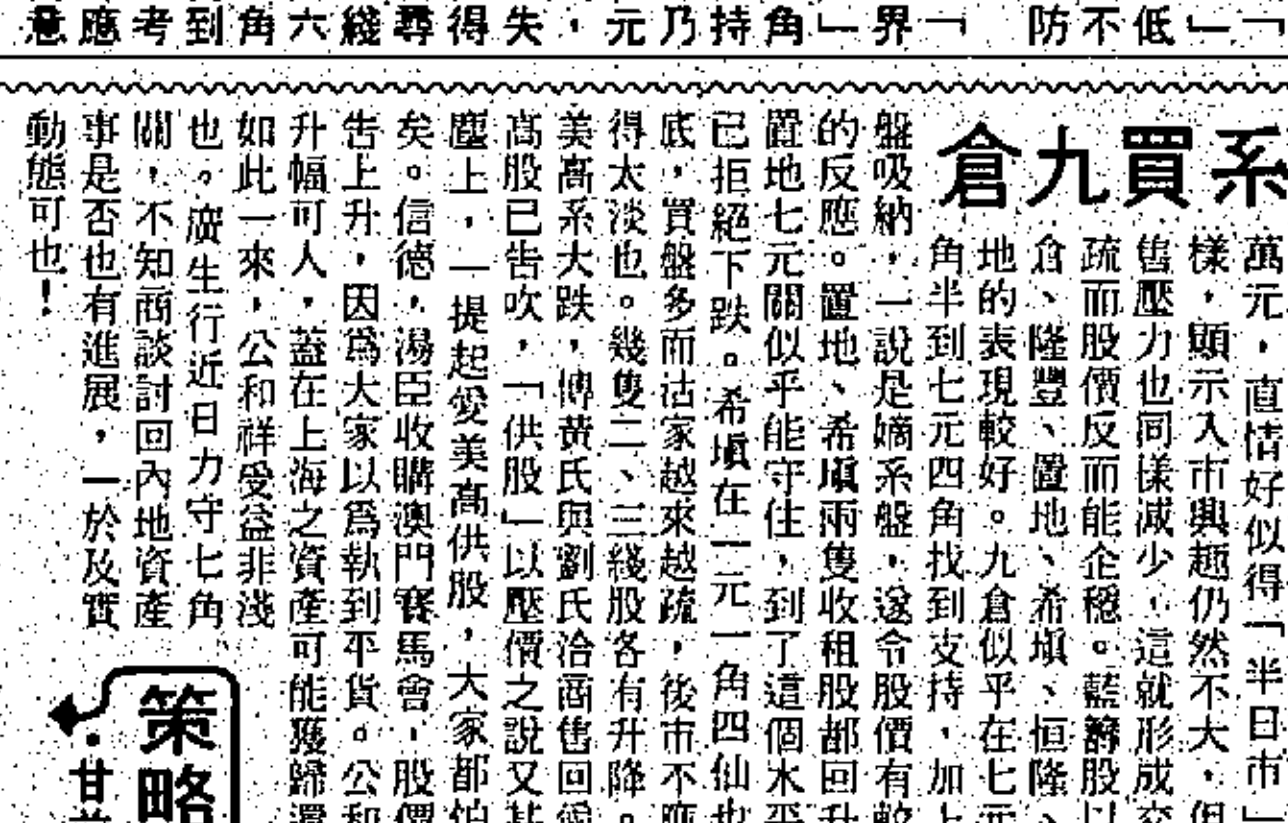 「
」
低
不
防
「
界
」
角
持
乃
元
，
失
得
尋
綫
六
角
到
考
應
意
系買九倉
萬元，直情好似得「半日市」
樣，顯示入市興趣仍然不大，但
售壓力也同樣減少，這就形成交
疏而股價反而能企穩。藍籌股以
倉、隆豐、置地、希塡、恒隆、
地的表現較好。九倉似乎在七元
角半到七元四角找到支持，加上
盤吸納，一說是嫡系盤，遂令股價有較
的反應。置地、希塡兩隻收租股都回升
置地七元關似乎能守住，到了這個水平
已拒絕下跌。希塡在一元一角四仙也
底，買盤多而沽家越來越疏，後市不應
得太淡也。幾隻二、三綫股各有升降。
美高系大跌，傳黃氏與劉氏洽商售回愛
高股已告吹，「供股」以壓價之說又甚
塵上，一提起愛美高供股，大家都怕
矣。信德，湯臣收購澳門賽馬會，股價
告上升，因爲大家以爲執到平貨。公和
升幅可人，蓋在上海之資產可能獲歸還
如此一來，公和祥受益非淺
也。廣生行近日力守七角
關，不知商談討回內地資產
事是否也有進展，一於及實
動態可也！
策略
・甘